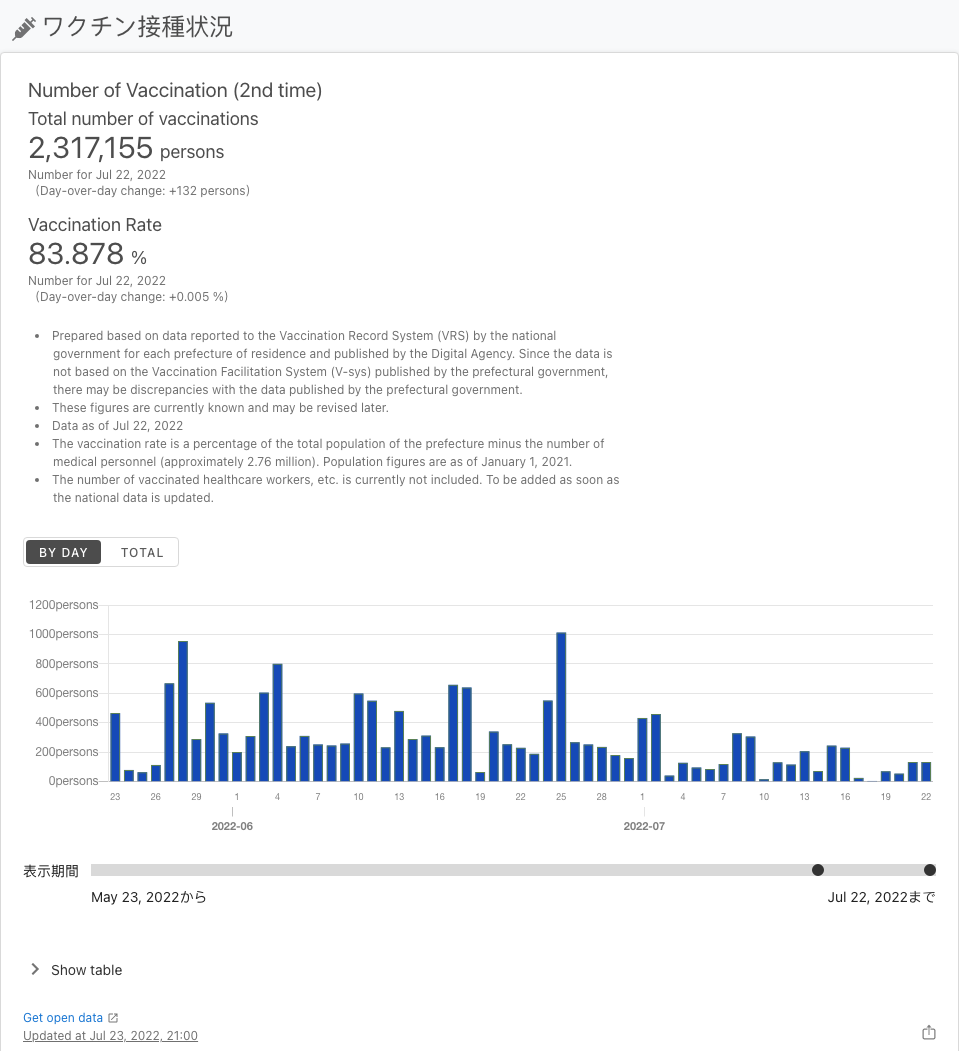 ワクチン接種状況
Number of Vaccination (2nd time)
Total number of vaccinations
2,317,155 persons
Number for Jul 22, 2022
(Day-over-day change: +132 persons)
Vaccination Rate
83.878 %
Number for Jul 22, 2022
(Day-over-day change: +0.005 %)
• Prepared based on data reported to the Vaccination Record System (VRS) by the national
government for each prefecture of residence and published by the Digital Agency. Since the data is
not based on the Vaccination Facilitation System (V-sys) published by the prefectural government,
there may be discrepancies with the data published by the prefectural government.
• These figures are currently known and may be revised later.
• Data as of Jul 22, 2022
• The vaccination rate is a percentage of the total population of the prefecture minus the number of
medical personnel (approximately 2.76 million). Population figures are as of January 1, 2021.
• The number of vaccinated healthcare workers, etc. is currently not included. To be added as soon as
the national data is updated.
BY DAY TOTAL
1200persons
1000persons
800persons
600persons
400persons
200persons
0persons
23 26 29 1 4 7 10 13 16 19 22 25 28 1 4 7 10 13 16 19 22
2022-06 2022-07
表示期間
May 23, 2022から Jul 22, 2022まで
Show table
Get open data
Updated at Jul 23, 2022, 21:00